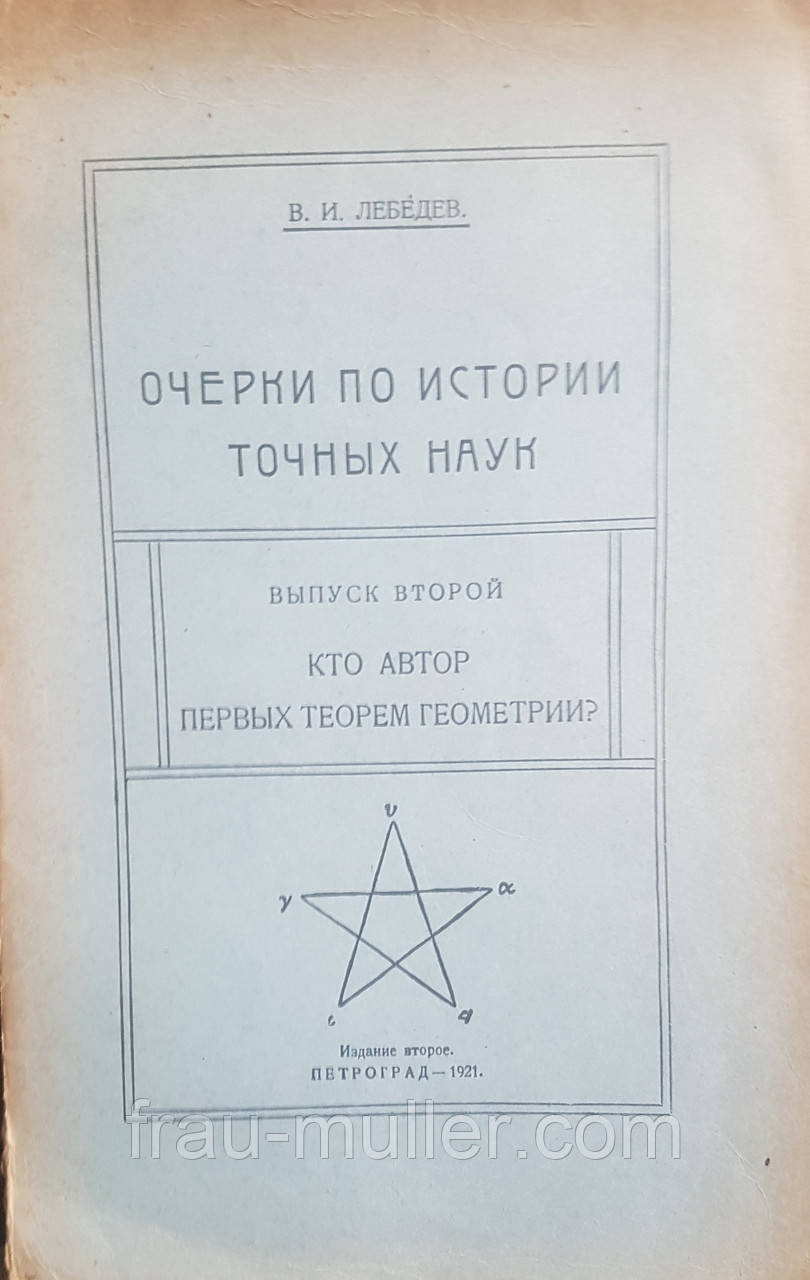 В. И. ЛЕБЕДЕВ.
ОЧЕРКИ ПО ИСТОРИИ
ТОЧНЫХ НАУК
ВЫПУСК ВТОРОЙ
КТО АВТОР
ПЕРВЫХ ТЕОРЕМ ГЕОМЕТРИИ?
υ
γ
α
Издание второе.
ПЕТРОГРАД—1921.
frau-muller.com